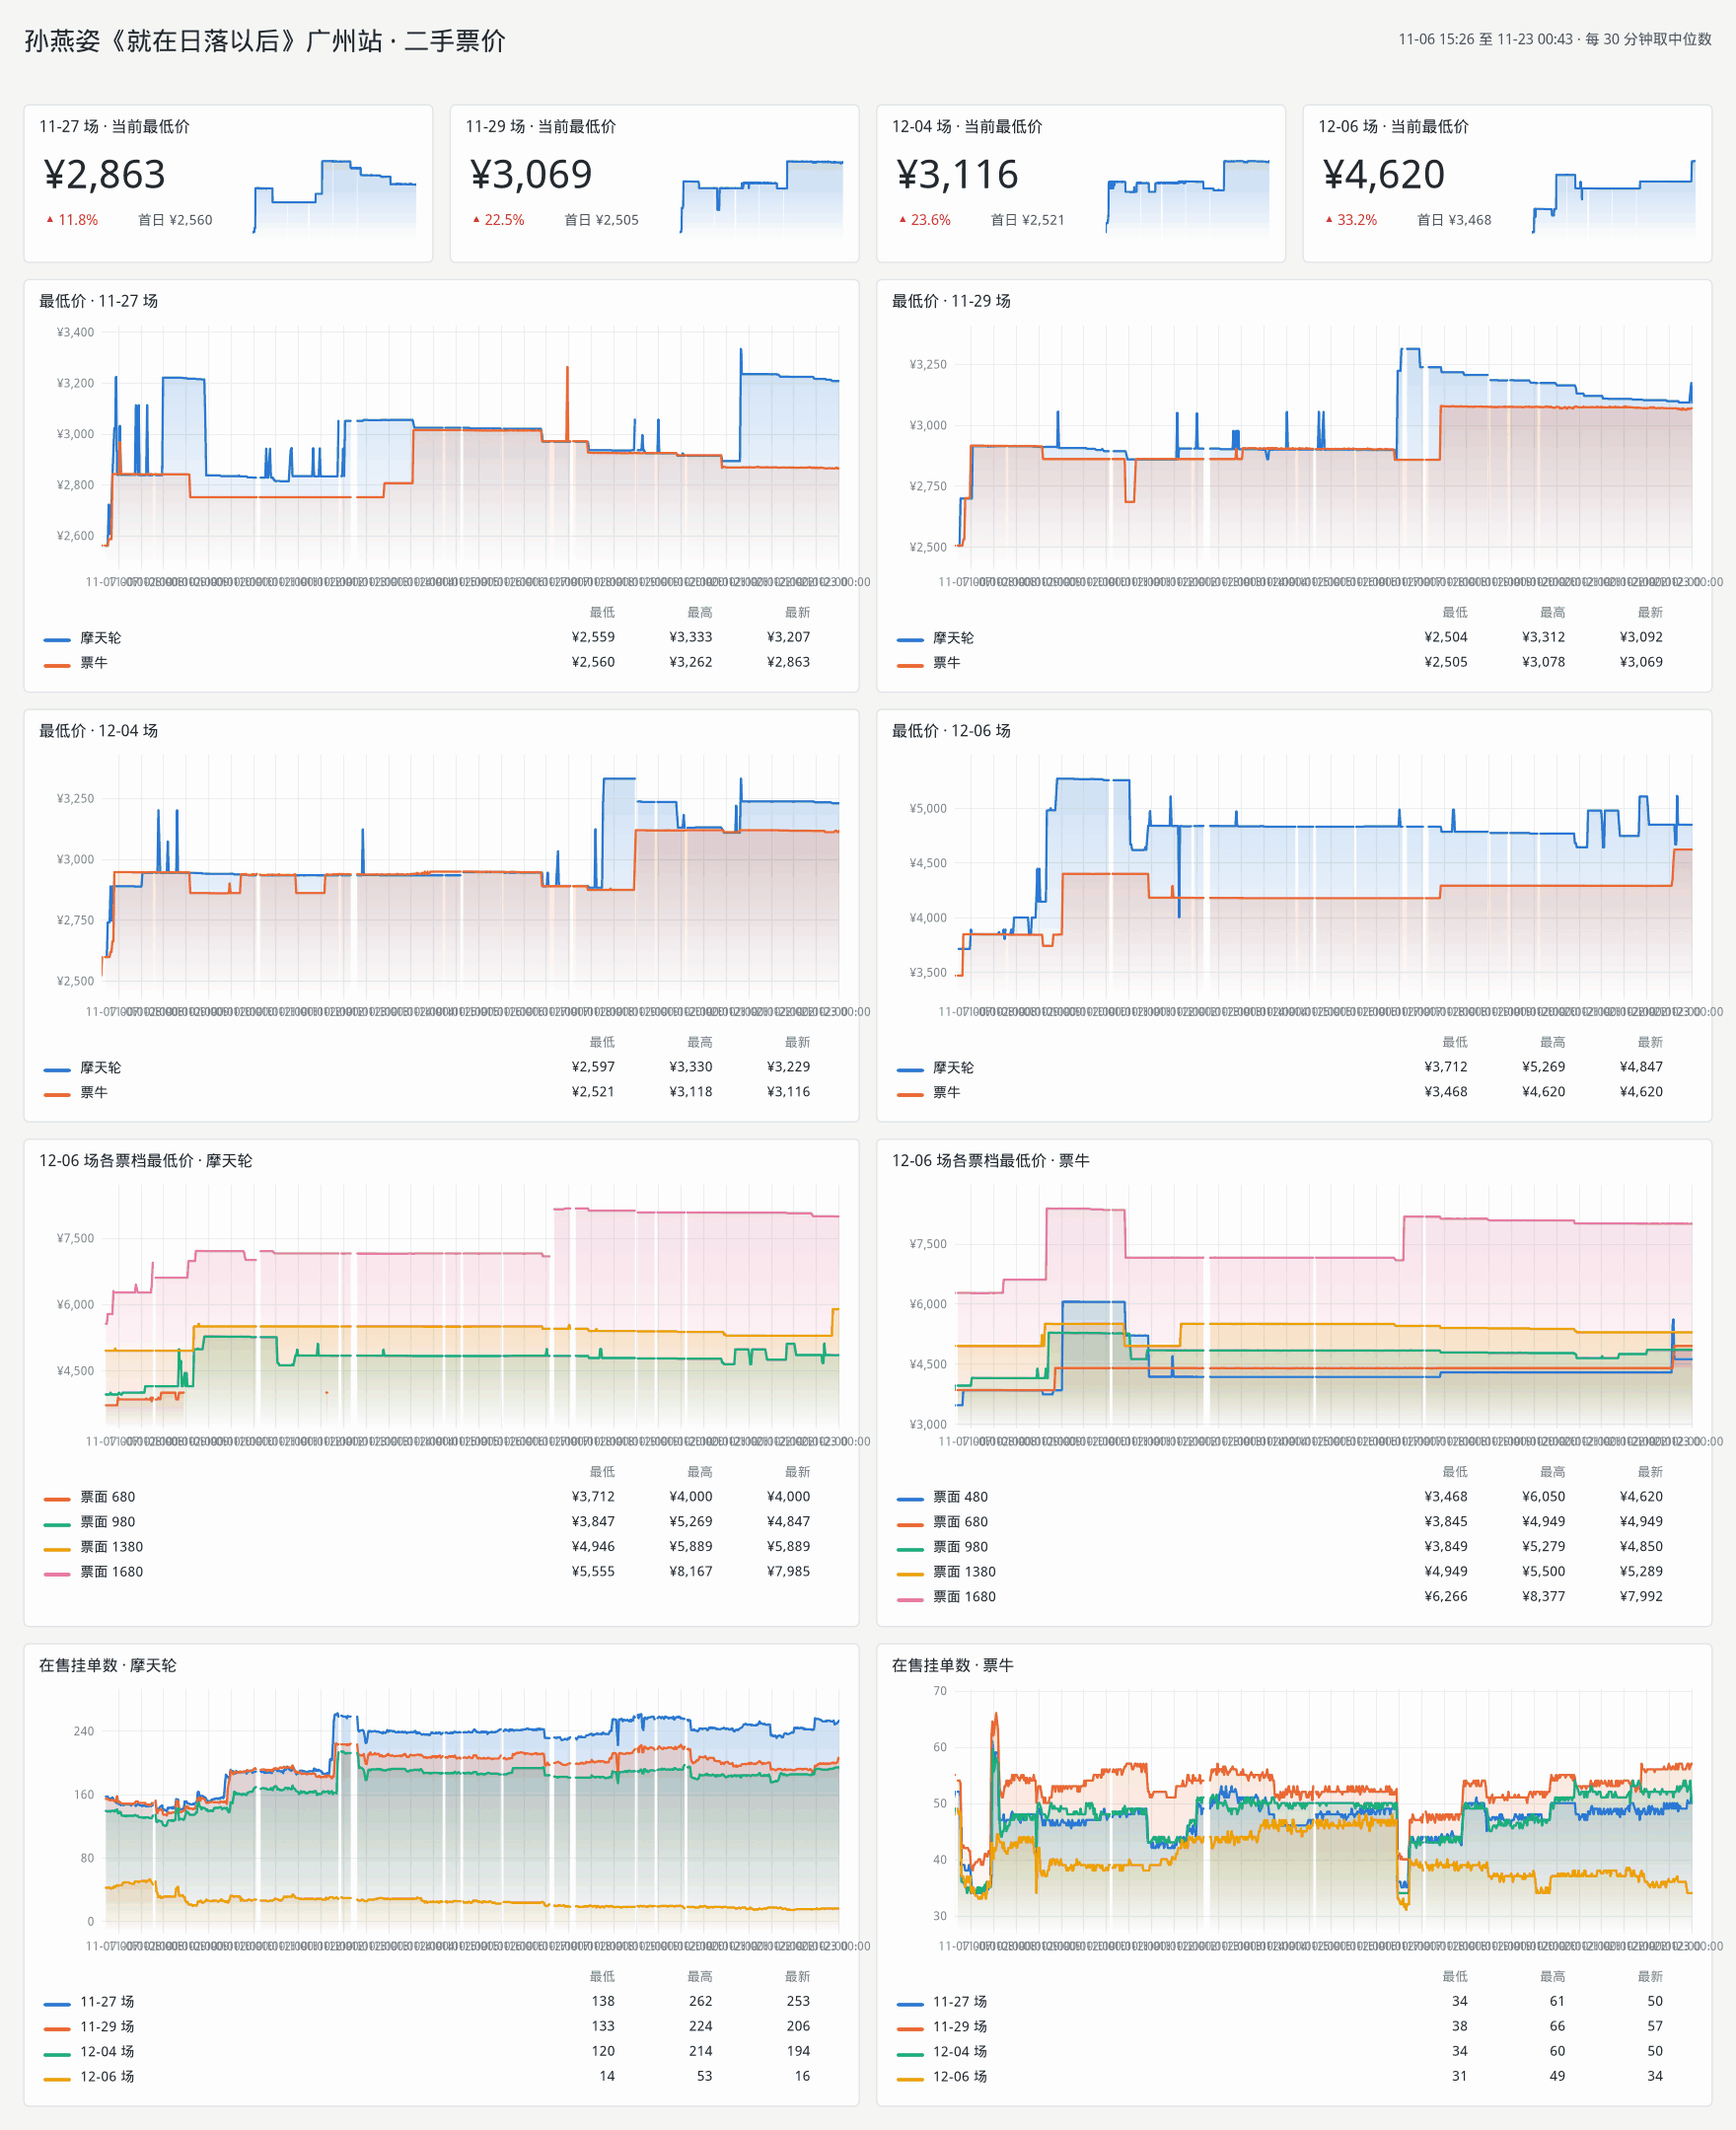 孙燕姿《就在日落以后》广州站 · 二手票价
11-06 15:26 至 11-23 00:43 · 每 30 分钟取中位数
11-27 场 · 当前最低价
¥2,863
▲ 11.8% 首日 ¥2,560
11-29 场 · 当前最低价
¥3,069
▲ 22.5% 首日 ¥2,505
12-04 场 · 当前最低价
¥3,116
▲ 23.6% 首日 ¥2,521
12-06 场 · 当前最低价
¥4,620
▲ 33.2% 首日 ¥3,468
最低价 · 11-27 场
¥3,400
¥3,200
¥3,000
¥2,800
¥2,600
最低 最高 最新
摩天轮 ¥2,559 ¥3,333 ¥3,207
票牛 ¥2,560 ¥3,262 ¥2,863
最低价 · 11-29 场
¥3,250
¥3,000
¥2,750
¥2,500
最低 最高 最新
摩天轮 ¥2,504 ¥3,312 ¥3,092
票牛 ¥2,505 ¥3,078 ¥3,069
最低价 · 12-04 场
¥3,250
¥3,000
¥2,750
¥2,500
最低 最高 最新
摩天轮 ¥2,597 ¥3,330 ¥3,229
票牛 ¥2,521 ¥3,118 ¥3,116
最低价 · 12-06 场
¥5,000
¥4,500
¥4,000
¥3,500
最低 最高 最新
摩天轮 ¥3,712 ¥5,269 ¥4,847
票牛 ¥3,468 ¥4,620 ¥4,620
12-06 场各票档最低价 · 摩天轮
¥7,500
¥6,000
¥4,500
最低 最高 最新
票面 680 ¥3,712 ¥4,000 ¥4,000
票面 980 ¥3,847 ¥5,269 ¥4,847
票面 1380 ¥4,946 ¥5,889 ¥5,889
票面 1680 ¥5,555 ¥8,167 ¥7,985
12-06 场各票档最低价 · 票牛
¥7,500
¥6,000
¥4,500
¥3,000
最低 最高 最新
票面 480 ¥3,468 ¥6,050 ¥4,620
票面 680 ¥3,845 ¥4,949 ¥4,949
票面 980 ¥3,849 ¥5,279 ¥4,850
票面 1380 ¥4,949 ¥5,500 ¥5,289
票面 1680 ¥6,266 ¥8,377 ¥7,992
在售挂单数 · 摩天轮
240
160
80
0
最低 最高 最新
11-27 场 138 262 253
11-29 场 133 224 206
12-04 场 120 214 194
12-06 场 14 53 16
在售挂单数 · 票牛
70
60
50
40
30
最低 最高 最新
11-27 场 34 61 50
11-29 场 38 66 57
12-04 场 34 60 50
12-06 场 31 49 34